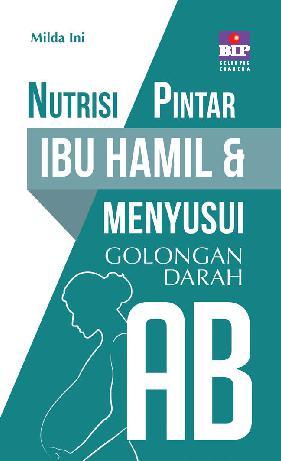 Milda Ini
BIP
NUTRISI PINTAR
IBU HAMIL &
MENYUSUI
GOLONGAN
DARAH
AB